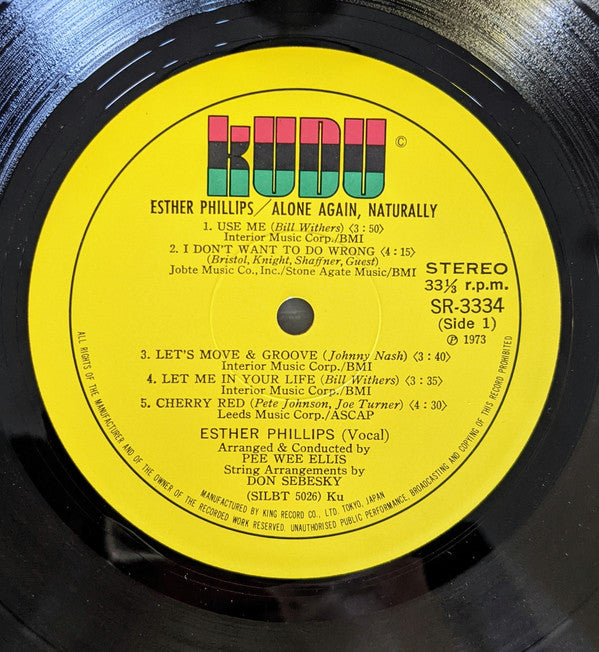 KUDU ©
ESTHER PHILLIPS / ALONE AGAIN, NATURALLY
1. USE ME (Bill Withers) ⟨3:50⟩
Interior Music Corp./BMI
2. I DON'T WANT TO DO WRONG ⟨4:15⟩
(Bristol, Knight, Shaffner, Guest)
Jobte Music Co., Inc./Stone Agate Music/BMI
STEREO
33⅓ r.p.m.
SR-3334
(Side 1)
℗ 1973
3. LET'S MOVE & GROOVE (Johnny Nash) ⟨3:40⟩
Interior Music Corp./BMI
4. LET ME IN YOUR LIFE (Bill Withers) ⟨3:35⟩
Interior Music Corp./BMI
5. CHERRY RED (Pete Johnson, Joe Turner) ⟨4:30⟩
Leeds Music Corp./ASCAP
ESTHER PHILLIPS (Vocal)
Arranged & Conducted by
PEE WEE ELLIS
String Arrangements by
DON SEBESKY
(SILBT 5026) Ku
MANUFACTURED BY KING RECORD CO., LTD. TOKYO, JAPAN
ALL RIGHTS OF THE MANUFACTURER AND OF THE OWNER OF THE RECORDED WORK RESERVED. UNAUTHORISED PUBLIC PERFORMANCE, BROADCASTING AND COPYING OF THIS RECORD PROHIBITED